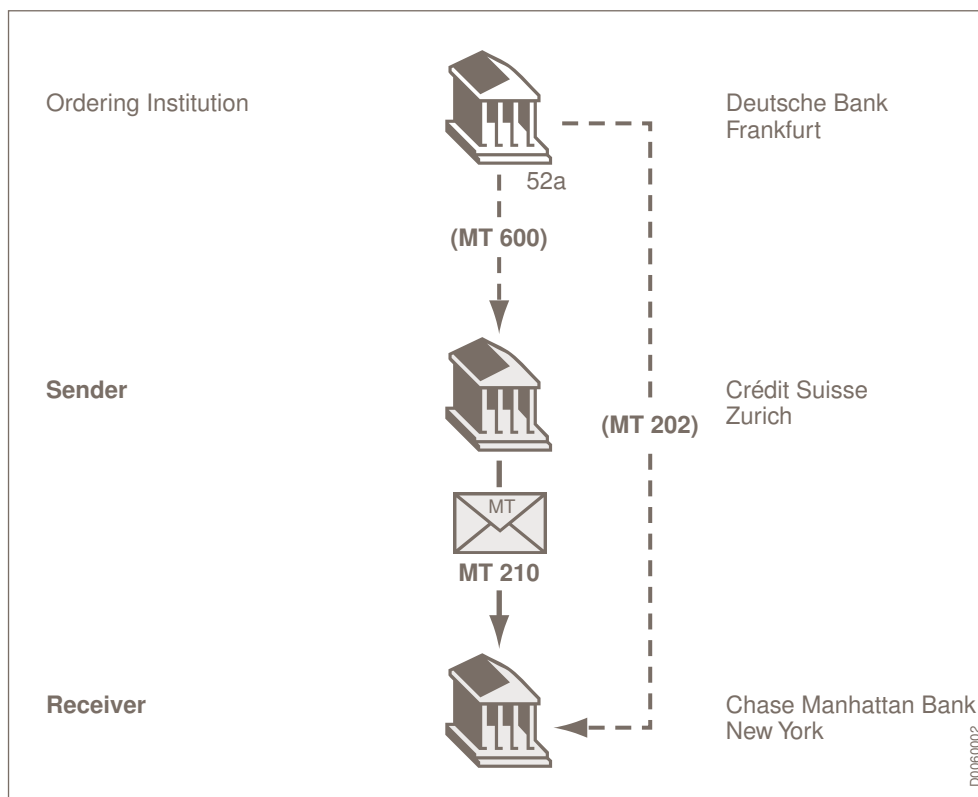 Ordering Institution
Deutsche Bank
Frankfurt
52a
(MT 600)
Sender
Crédit Suisse
Zurich
(MT 202)
MT
MT 210
Receiver
Chase Manhattan Bank
New York
D0060002